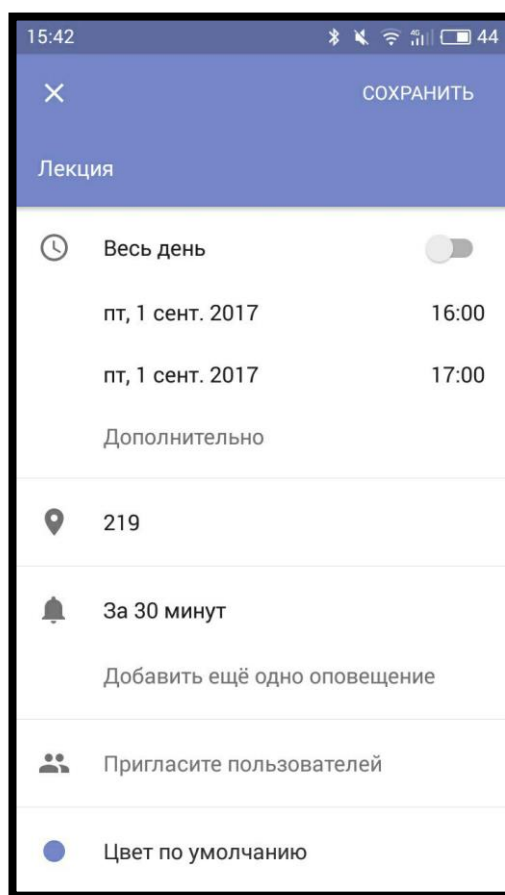 15:42 4G 44
СОХРАНИТЬ
Лекция
Весь день
пт, 1 сент. 2017 16:00
пт, 1 сент. 2017 17:00
Дополнительно
219
За 30 минут
Добавить ещё одно оповещение
Пригласите пользователей
Цвет по умолчанию